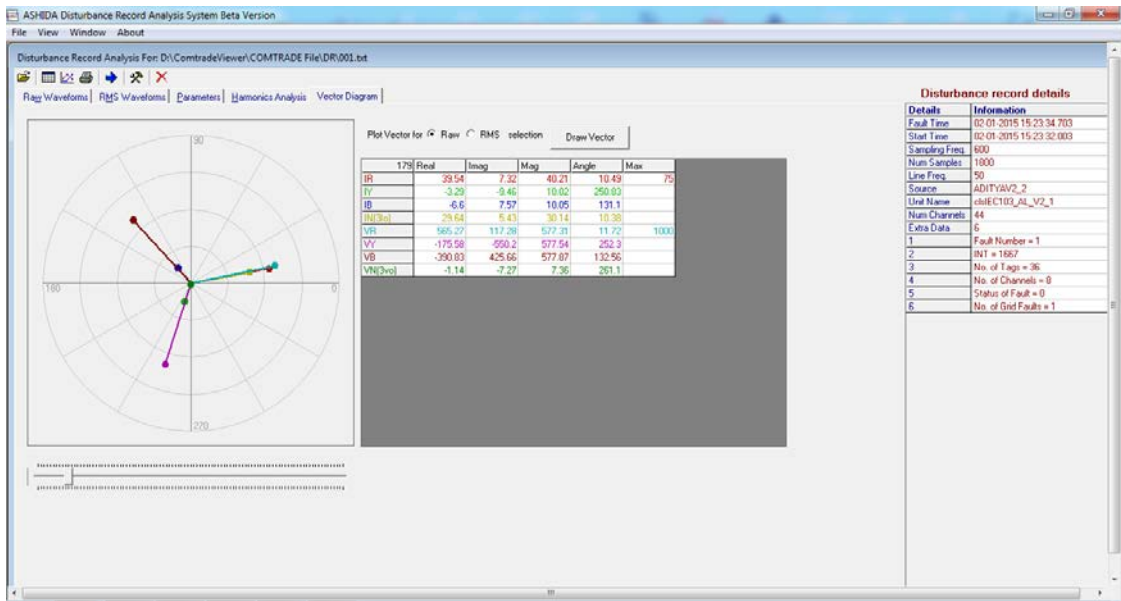 ASHIDA Disturbance Record Analysis System Beta Version
File View Window About
Disturbance Record Analysis For: D:\ComtradeViewer\COMTRADE File\DR\001.txt
Raw Waveforms RMS Waveforms Parameters Harmonics Analysis Vector Diagram
Plot Vector for Raw RMS selection Draw Vector
90
180
0
270
179 Real Imag Mag Angle Max
IR 39.54 7.32 40.21 10.49 75
IY -3.29 -9.46 10.02 250.83
IB -6.6 7.57 10.05 131.1
IN(3Io) 29.64 5.43 30.14 10.38
VR 565.27 117.28 577.31 11.72 1000
VY -175.58 -550.2 577.54 252.3
VB -390.83 425.66 577.87 132.56
VN(3vo) -1.14 -7.27 7.36 261.1
Disturbance record details
Details Information
Fault Time 02-01-2015 15:23:34.703
Start Time 02-01-2015 15:23:32.003
Sampling Freq. 600
Num Samples 1800
Line Freq. 50
Source ADITYAV2_2
Unit Name clsIEC103_AL_V2_1
Num Channels 44
Extra Data 6
1 Fault Number = 1
2 INT = 1667
3 No. of Tags = 36
4 No. of Channels = 8
5 Status of Fault = 0
6 No. of Grid Faults = 1